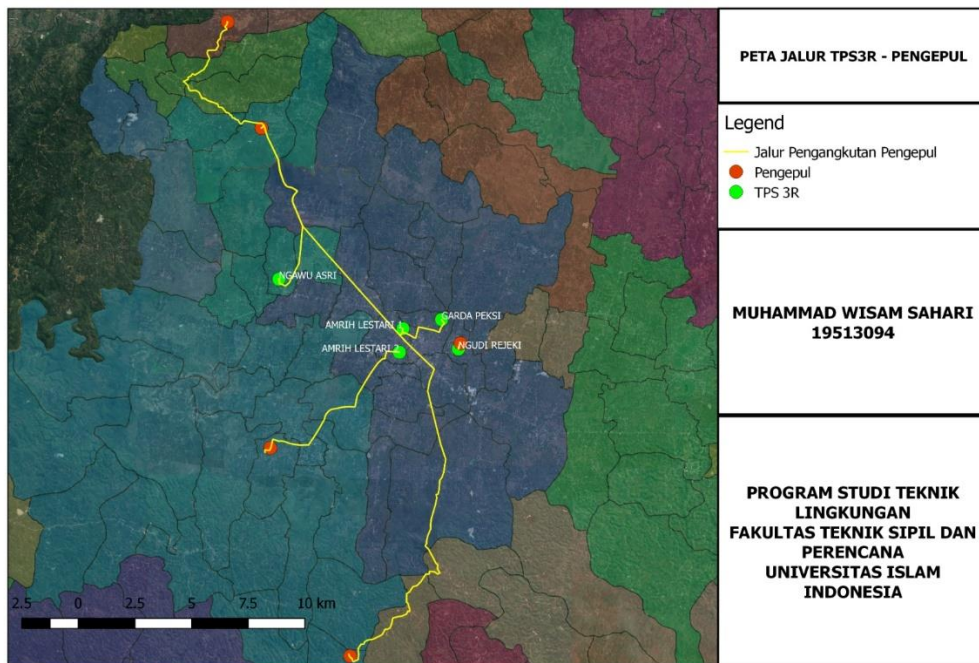 PETA JALUR TPS3R - PENGEPUL
Legend
Jalur Pengangkutan Pengepul
Pengepul
TPS 3R
MUHAMMAD WISAM SAHARI
19513094
PROGRAM STUDI TEKNIK
LINGKUNGAN
FAKULTAS TEKNIK SIPIL DAN
PERENCANA
UNIVERSITAS ISLAM
INDONESIA
NGAWU ASRI
GARDA PEKSI
AMRIH LESTARI 1
NGUDI REJEKI
AMRIH LESTARI 2
2.5 0 2.5 5 7.5 10 km